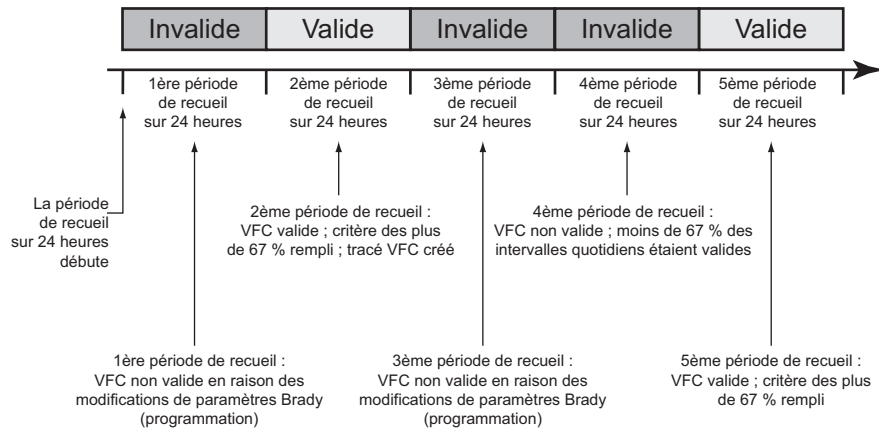 Invalide Valide Invalide Invalide Valide
1ère période
de recueil
sur 24 heures
2ème période
de recueil
sur 24 heures
3ème période
de recueil
sur 24 heures
4ème période
de recueil
sur 24 heures
5ème période
de recueil
sur 24 heures
La période
de recueil
sur 24 heures
débute
2ème période de recueil :
VFC valide ; critère des plus
de 67 % rempli ; tracé VFC créé
4ème période de recueil :
VFC non valide ; moins de 67 % des
intervalles quotidiens étaient valides
1ère période de recueil :
VFC non valide en raison des
modifications de paramètres Brady
(programmation)
3ème période de recueil :
VFC non valide en raison des
modifications de paramètres Brady
(programmation)
5ème période de recueil :
VFC valide ; critère des plus
de 67 % rempli